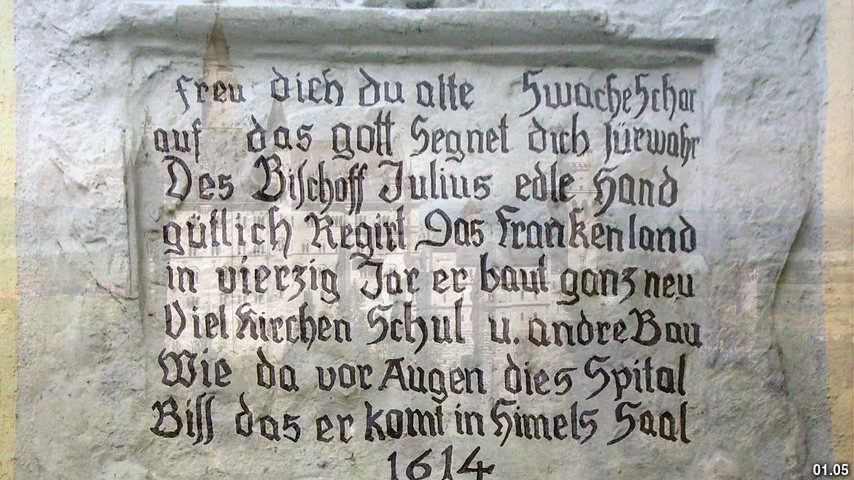 freu dich du alte Swache Schar
auf das gott Segnet dich fürwahr
Des Bischoff Julius edle Hand
gütlich Regirt Das Frankenland
in vierzig Jar er baut ganz neu
Viel Kirchen Schul u. andre Bau
Wie da vor Augen dies Spital
Biss das er komt in Himels Saal
1614
01.05